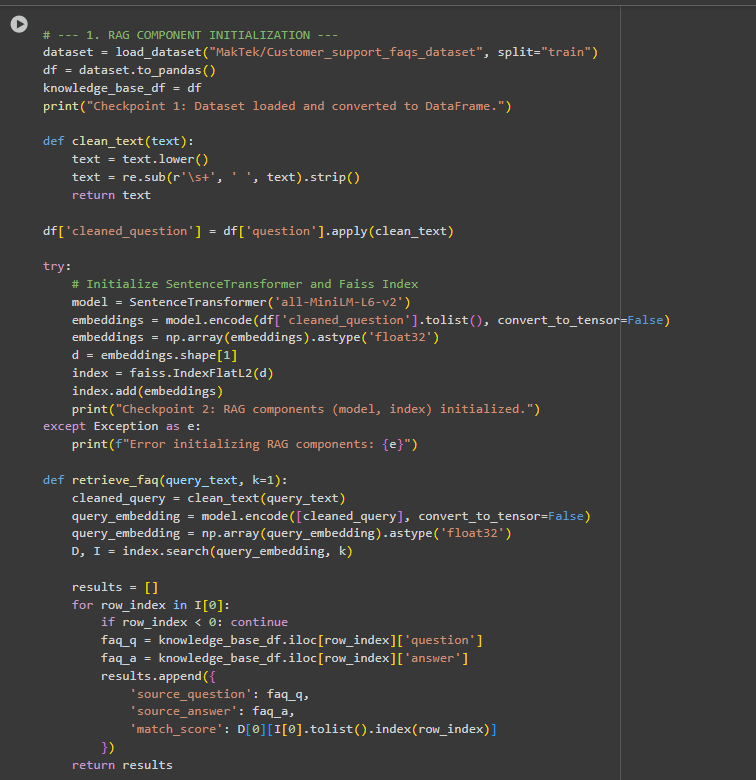 # --- 1. RAG COMPONENT INITIALIZATION ---
dataset = load_dataset("MakTek/Customer_support_faqs_dataset", split="train")
df = dataset.to_pandas()
knowledge_base_df = df
print("Checkpoint 1: Dataset loaded and converted to DataFrame.")

def clean_text(text):
    text = text.lower()
    text = re.sub(r'\s+', ' ', text).strip()
    return text

df['cleaned_question'] = df['question'].apply(clean_text)

try:
    # Initialize SentenceTransformer and Faiss Index
    model = SentenceTransformer('all-MiniLM-L6-v2')
    embeddings = model.encode(df['cleaned_question'].tolist(), convert_to_tensor=False)
    embeddings = np.array(embeddings).astype('float32')
    d = embeddings.shape[1]
    index = faiss.IndexFlatL2(d)
    index.add(embeddings)
    print("Checkpoint 2: RAG components (model, index) initialized.")
except Exception as e:
    print(f"Error initializing RAG components: {e}")

def retrieve_faq(query_text, k=1):
    cleaned_query = clean_text(query_text)
    query_embedding = model.encode([cleaned_query], convert_to_tensor=False)
    query_embedding = np.array(query_embedding).astype('float32')
    D, I = index.search(query_embedding, k)

    results = []
    for row_index in I[0]:
        if row_index < 0: continue
        faq_q = knowledge_base_df.iloc[row_index]['question']
        faq_a = knowledge_base_df.iloc[row_index]['answer']
        results.append({
            'source_question': faq_q,
            'source_answer': faq_a,
            'match_score': D[0][I[0].tolist().index(row_index)]
        })
    return results